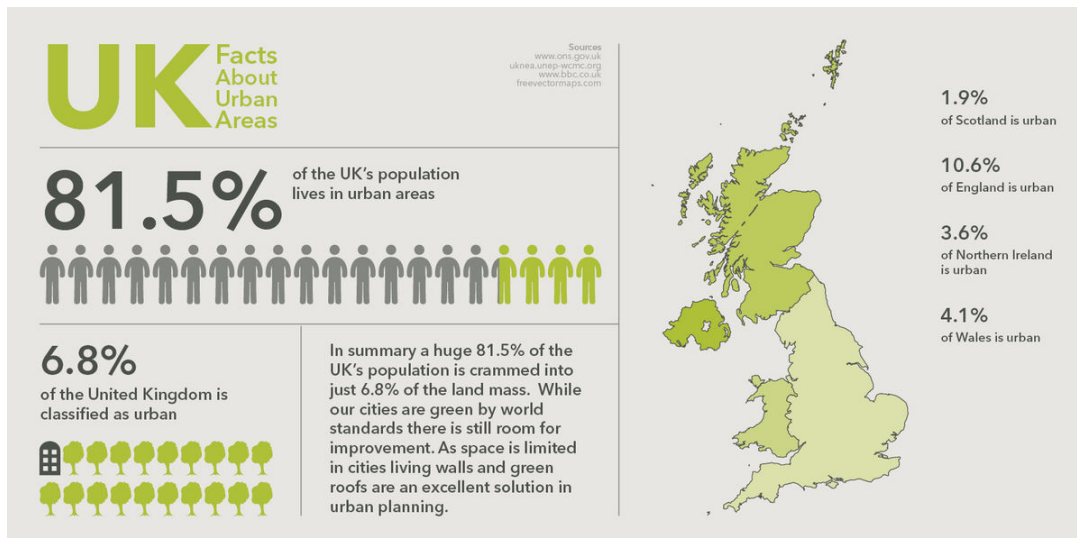 UK
Facts
About
Urban
Areas
Sources
www.ons.gov.uk
uknea.unep-wcmc.org
www.bbc.co.uk
freevectormaps.com
81.5%
of the UK's population
lives in urban areas
6.8%
of the United Kingdom is
classified as urban
In summary a huge 81.5% of the
UK's population is crammed into
just 6.8% of the land mass. While
our cities are green by world
standards there is still room for
improvement. As space is limited
in cities living walls and green
roofs are an excellent solution in
urban planning.
1.9%
of Scotland is urban
10.6%
of England is urban
3.6%
of Northern Ireland
is urban
4.1%
of Wales is urban